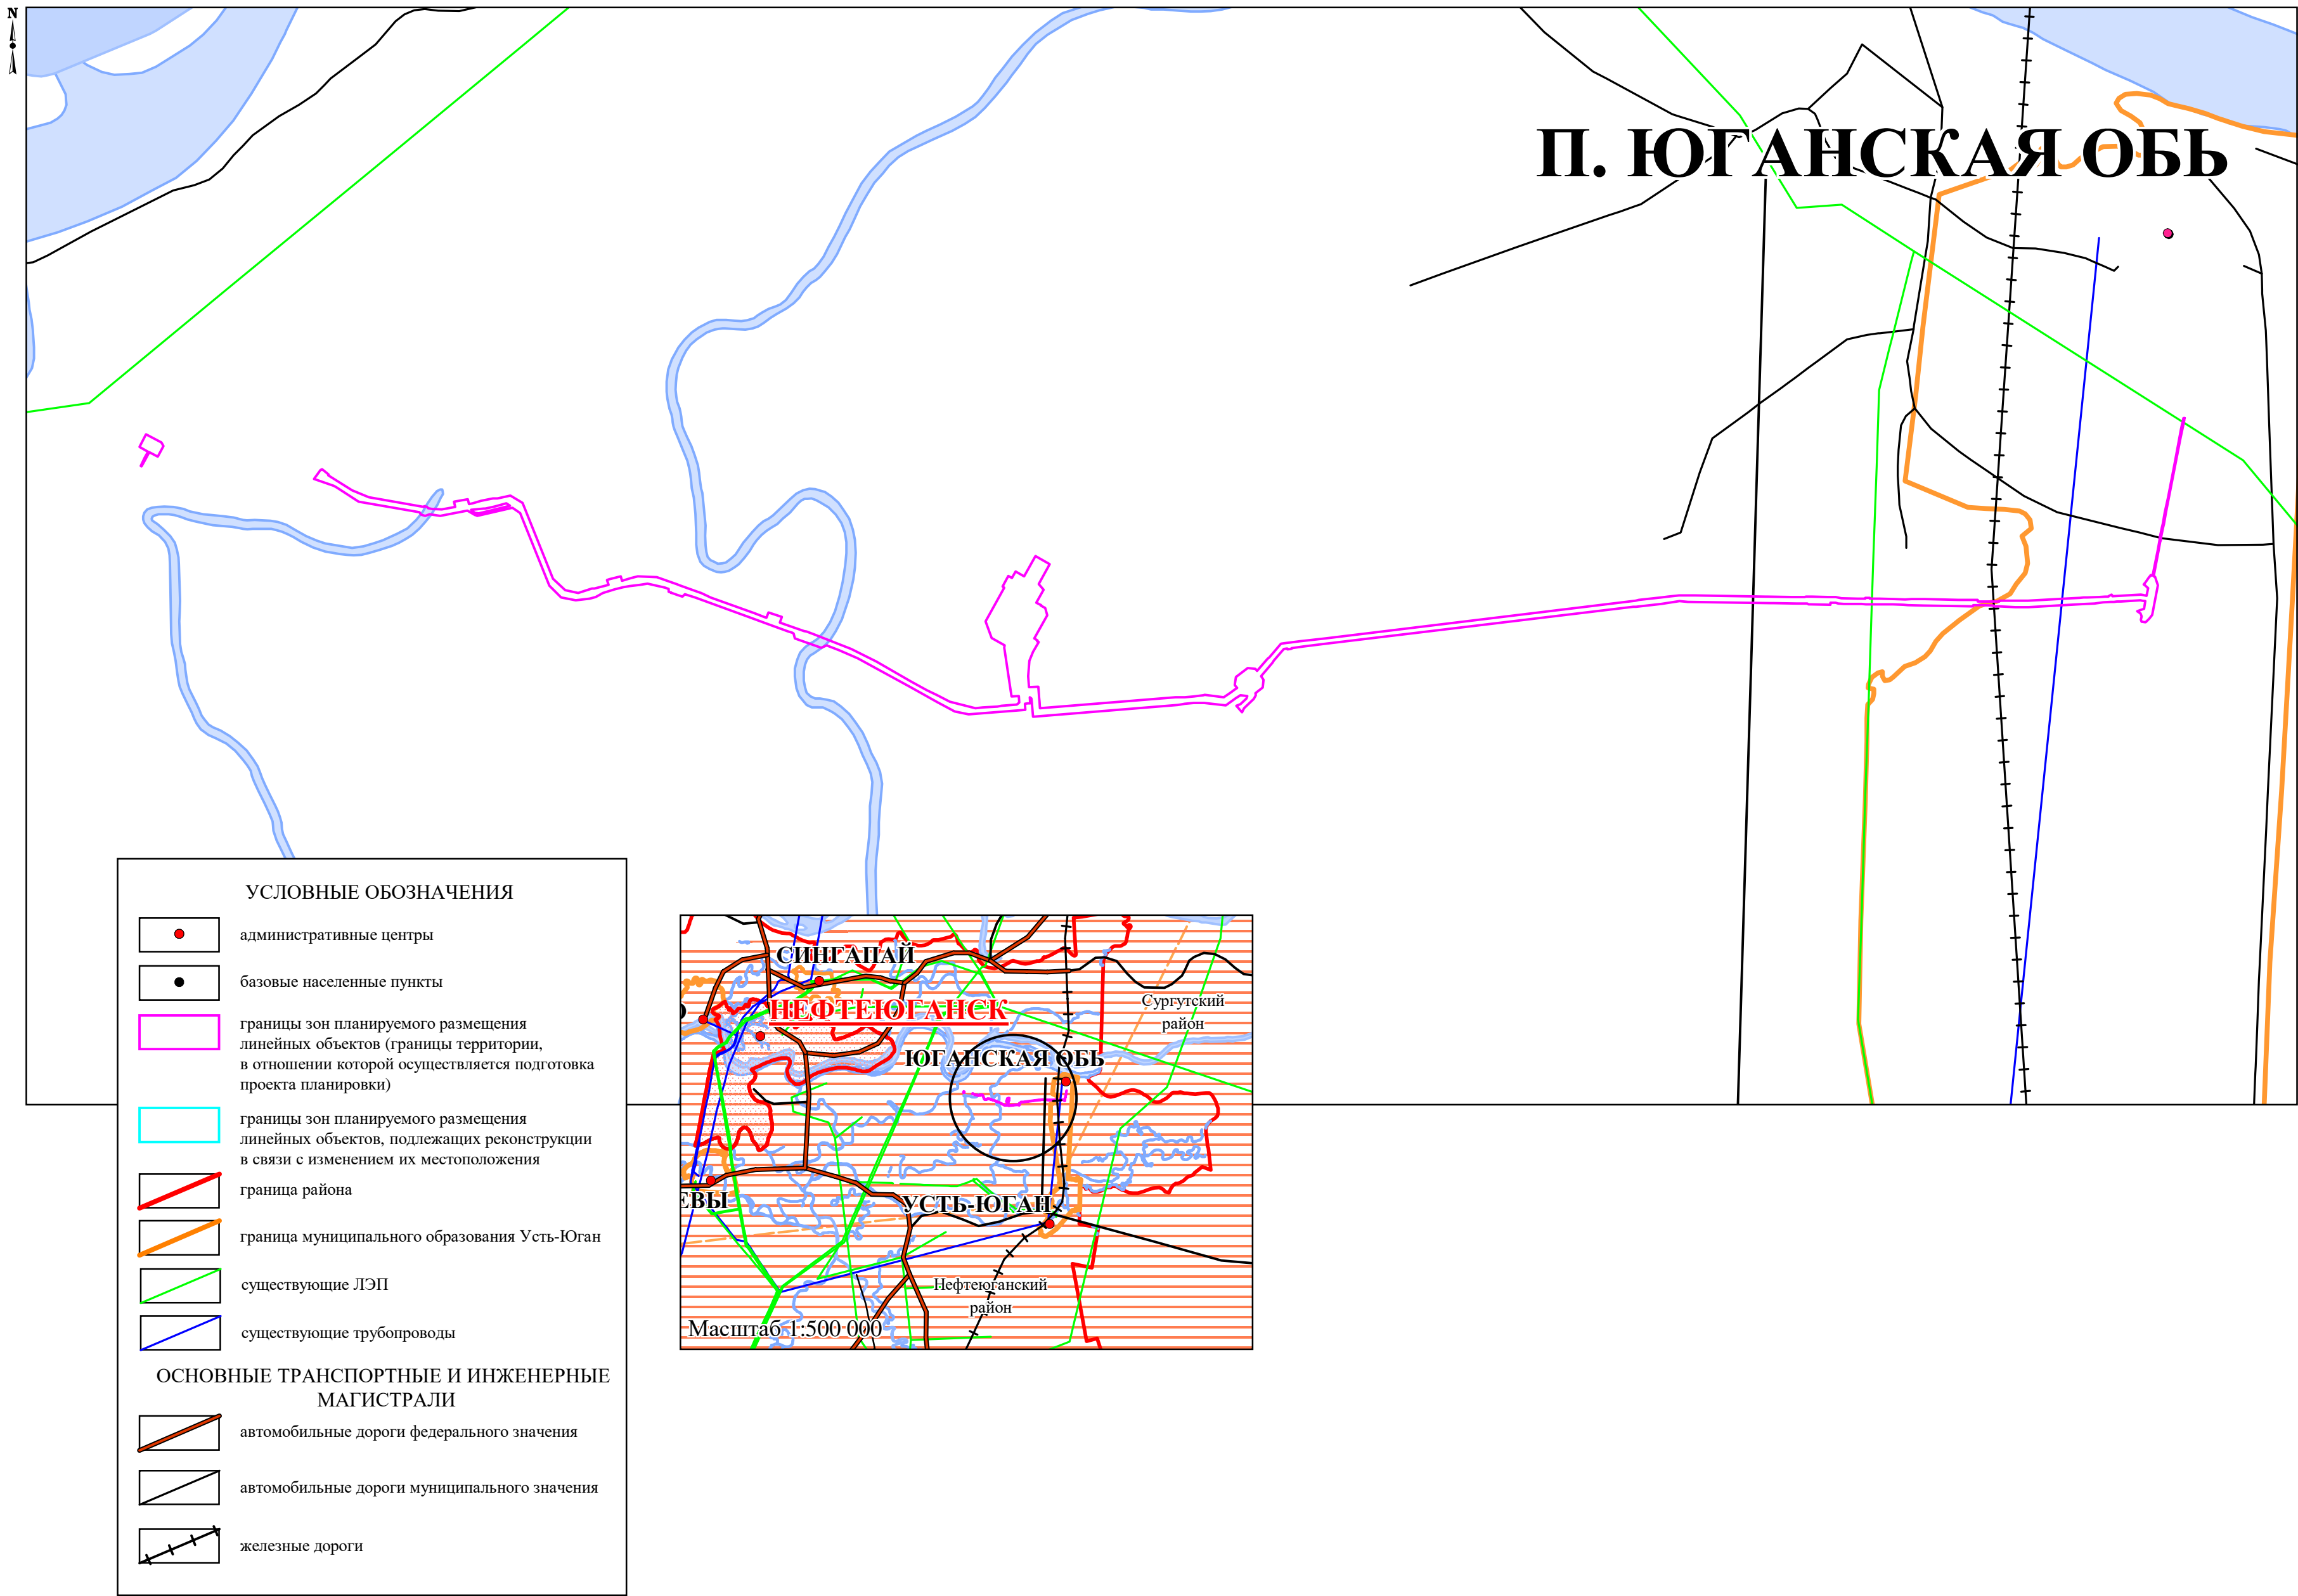 N
П. ЮГАНСКАЯ ОБЬ
УСЛОВНЫЕ ОБОЗНАЧЕНИЯ
административные центры
базовые населенные пункты
границы зон планируемого размещения
линейных объектов (границы территории,
в отношении которой осуществляется подготовка
проекта планировки)
границы зон планируемого размещения
линейных объектов, подлежащих реконструкции
в связи с изменением их местоположения
граница района
граница муниципального образования Усть-Юган
существующие ЛЭП
существующие трубопроводы
ОСНОВНЫЕ ТРАНСПОРТНЫЕ И ИНЖЕНЕРНЫЕ
МАГИСТРАЛИ
автомобильные дороги федерального значения
автомобильные дороги муниципального значения
железные дороги
СИНГАПАЙ
НЕФТЕЮГАНСК
Сургутский
район
ЮГАНСКАЯ ОБЬ
ЕВЫ
УСТЬ-ЮГАН
Нефтеюганский
район
Масштаб 1:500 000